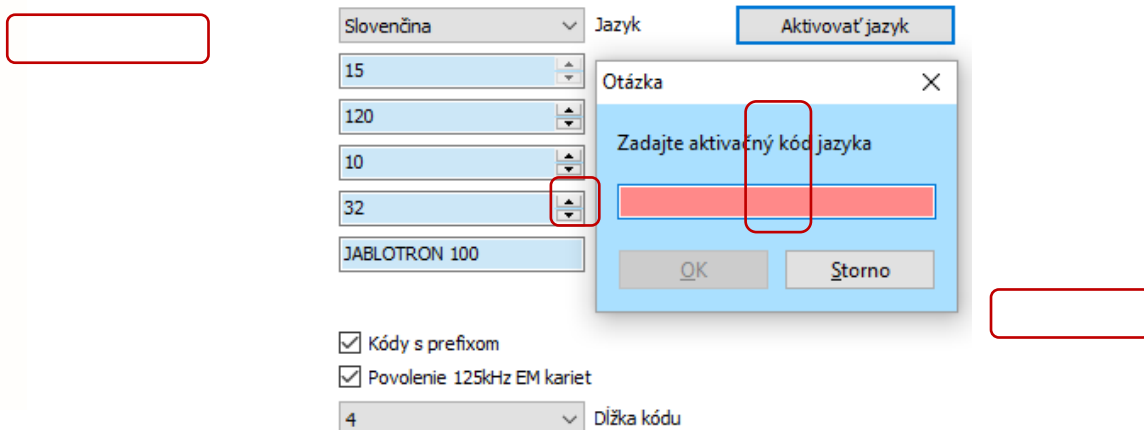 Slovenčina Jazyk Aktivovať jazyk
15
Otázka
120
Zadajte aktivačný kód jazyka
10
32
JABLOTRON 100
OK Storno
Kódy s prefixom
Povolenie 125kHz EM kariet
4 Dĺžka kódu